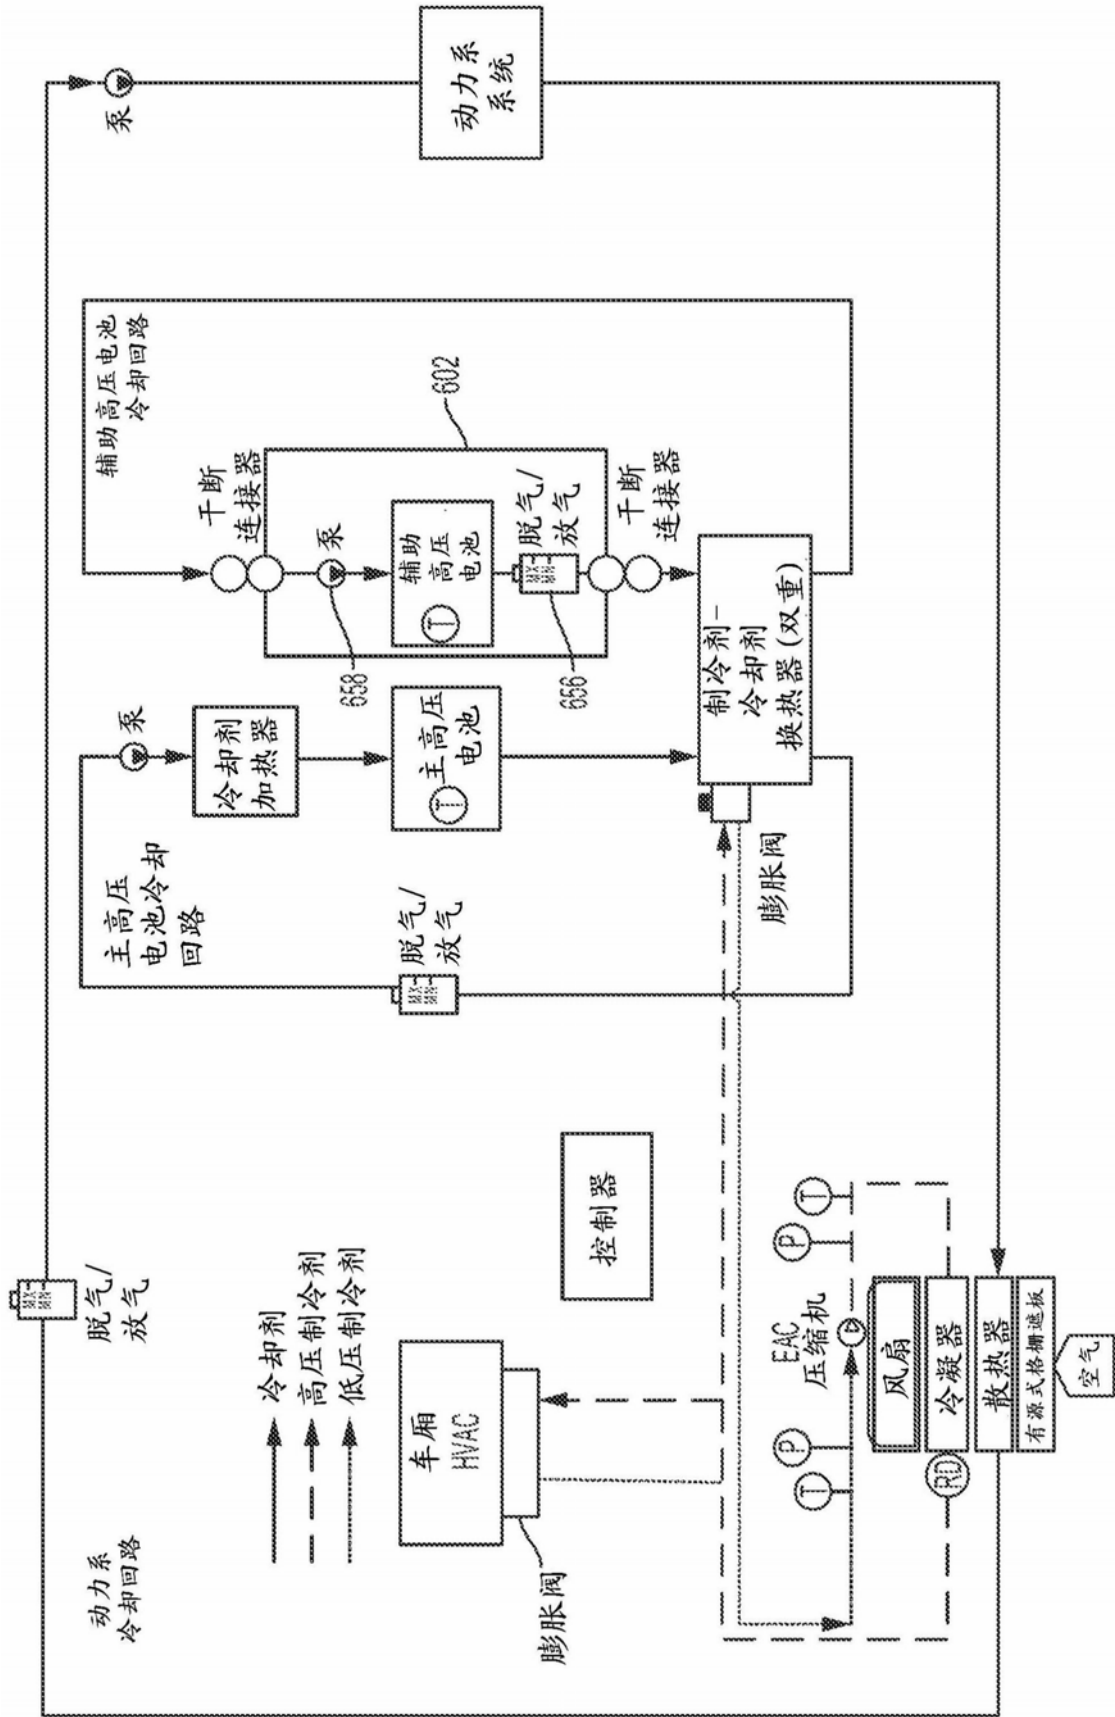 动力系
冷却回路
脱气/
放气
MX
MN
泵
动力系
系统
冷却剂
高压制冷剂
低压制冷剂
车厢
HVAC
膨胀阀
控制器
主高压
电池冷却
回路
脱气/
放气
MX
MN
泵
冷却剂
加热器
主高压
电池
T
辅助高压电池
冷却回路
干断
连接器
泵
658
602
辅助
高压
电池
T
脱气/
放气
MX
MN
656
干断
连接器
制冷剂-
冷却剂
换热器(双重)
膨胀阀
T
P
EAC
压缩机
P
T
风扇
冷凝器
RD
散热器
有源式格栅遮板
空气